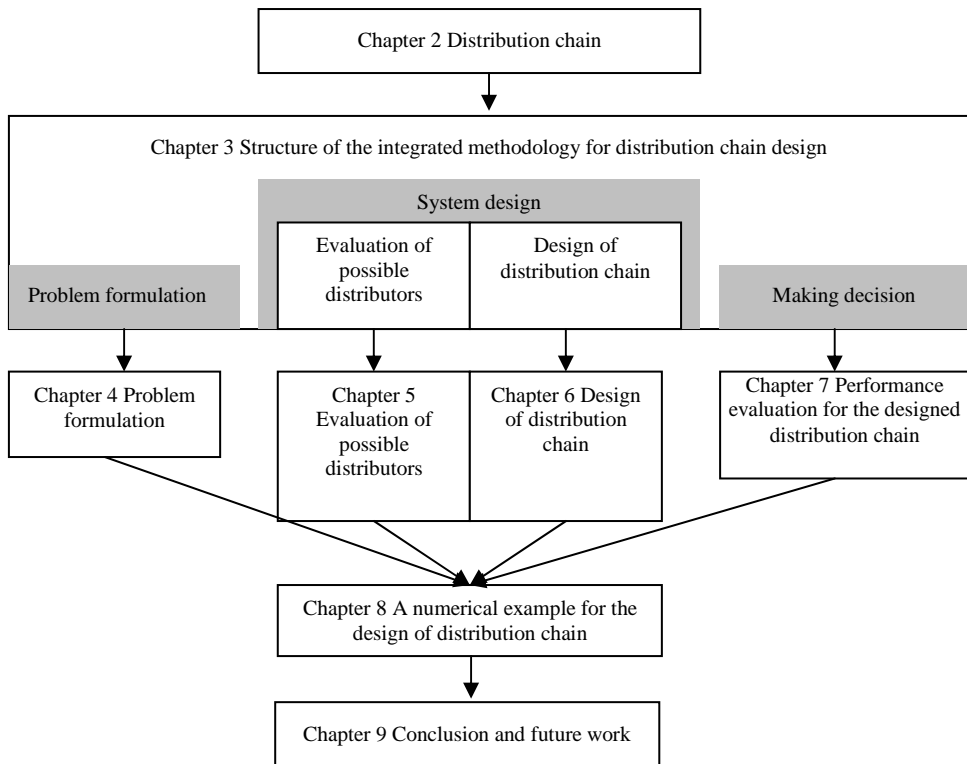 Chapter 2 Distribution chain
Chapter 3 Structure of the integrated methodology for distribution chain design
System design
Evaluation of
possible
distributors
Design of
distribution chain
Problem formulation
Making decision
Chapter 4 Problem
formulation
Chapter 5
Evaluation of
possible
distributors
Chapter 6 Design
of distribution
chain
Chapter 7 Performance
evaluation for the designed
distribution chain
Chapter 8 A numerical example for the
design of distribution chain
Chapter 9 Conclusion and future work